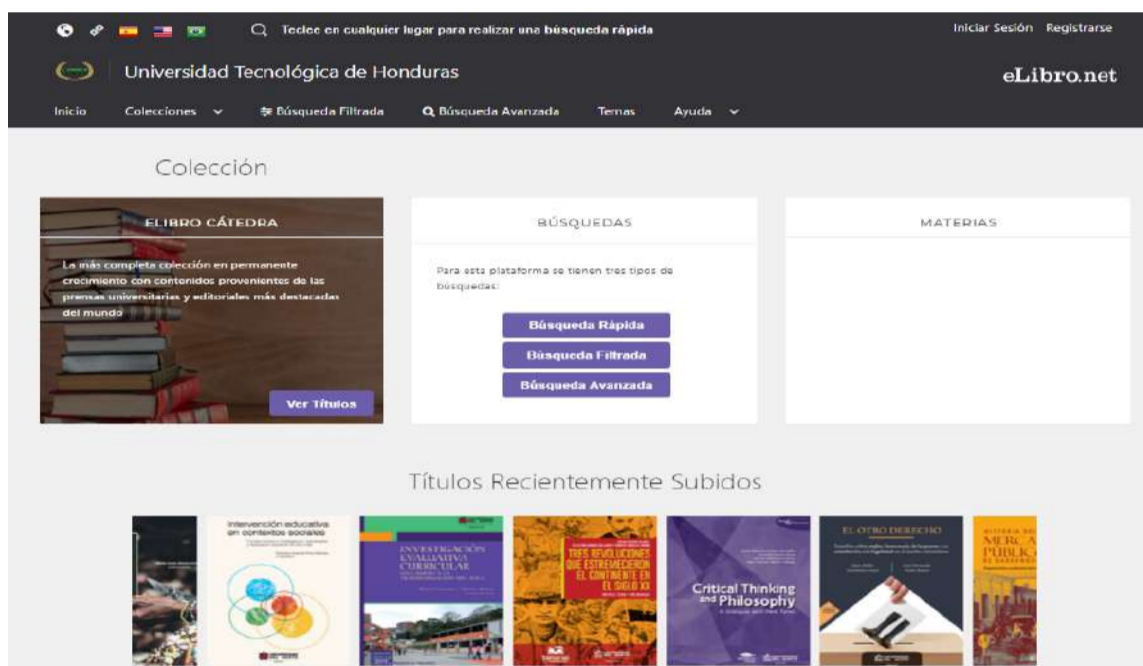 Teclee en cualquier lugar para realizar una búsqueda rápida
Iniciar Sesión Registrarse
Universidad Tecnológica de Honduras
eLibro.net
Inicio Colecciones Búsqueda Filtrada Búsqueda Avanzada Temas Ayuda
Colección
ELIBRO CÁTEDRA
La más completa colección en permanente
crecimiento con contenidos provenientes de las
prensas universitarias y editoriales más destacadas
del mundo
Ver Títulos
BÚSQUEDAS
Para esta plataforma se tienen tres tipos de
búsquedas:
Búsqueda Rápida
Búsqueda Filtrada
Búsqueda Avanzada
MATERIAS
Títulos Recientemente Subidos
Intervención educativa
en contextos sociales
INVESTIGACIÓN
EVALUATIVA
CURRICULAR
TRES REVOLUCIONES
QUE ESTREMECIERON
EL CONTINENTE EN
EL SIGLO XX
Critical Thinking
and Philosophy
EL OTRO DERECHO
HISTORIA DE
MERCA
PÚBLIC